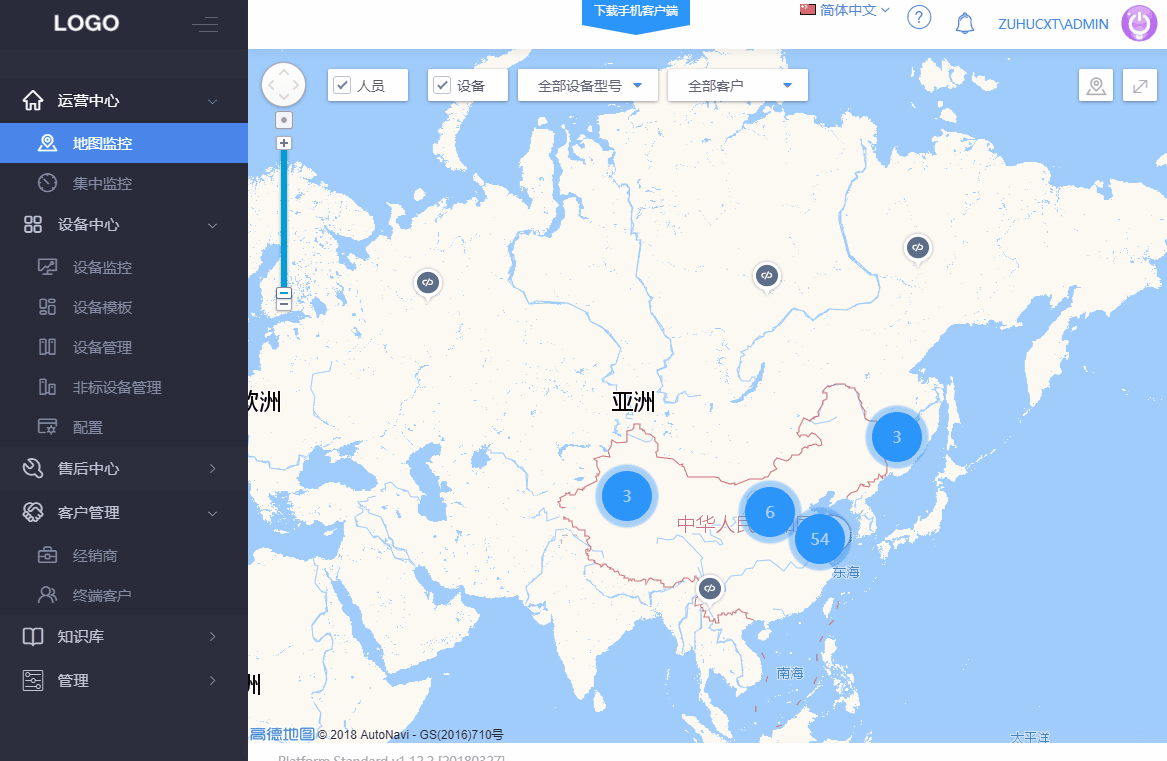 LOGO
下载手机客户端
简体中文
?
ZUHUCXT\ADMIN
运营中心
地图监控
集中监控
设备中心
设备监控
设备模板
设备管理
非标设备管理
配置
售后中心
客户管理
经销商
终端客户
知识库
管理
人员
设备
全部设备型号
全部客户
欧洲
亚洲
3
3
6
54
中华人民
东海
南海
太平洋
洲
高德地图 © 2018 AutoNavi - GS(2016)710号
Platform Standard v1.12.2 [20180327]